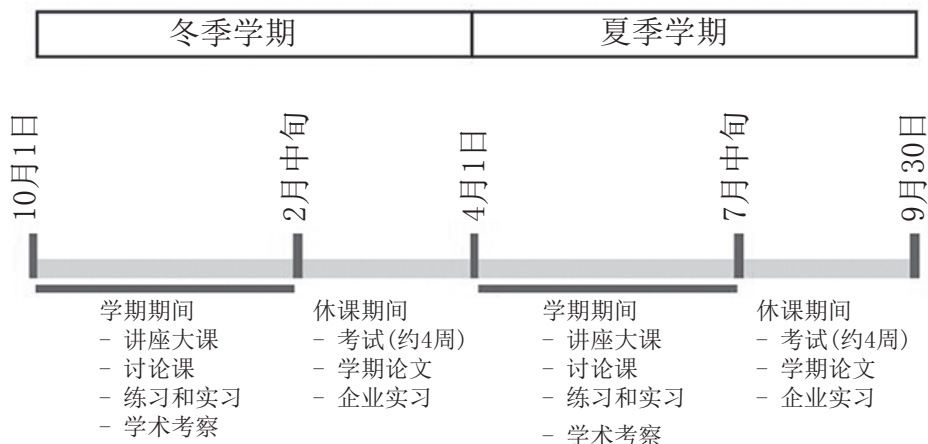 冬季学期
夏季学期
10月1日
2月中旬
4月1日
7月中旬
9月30日
学期期间
- 讲座大课
- 讨论课
- 练习和实习
- 学术考察
休课期间
- 考试(约4周)
- 学期论文
- 企业实习
学期期间
- 讲座大课
- 讨论课
- 练习和实习
- 学术考察
休课期间
- 考试(约4周)
- 学期论文
- 企业实习